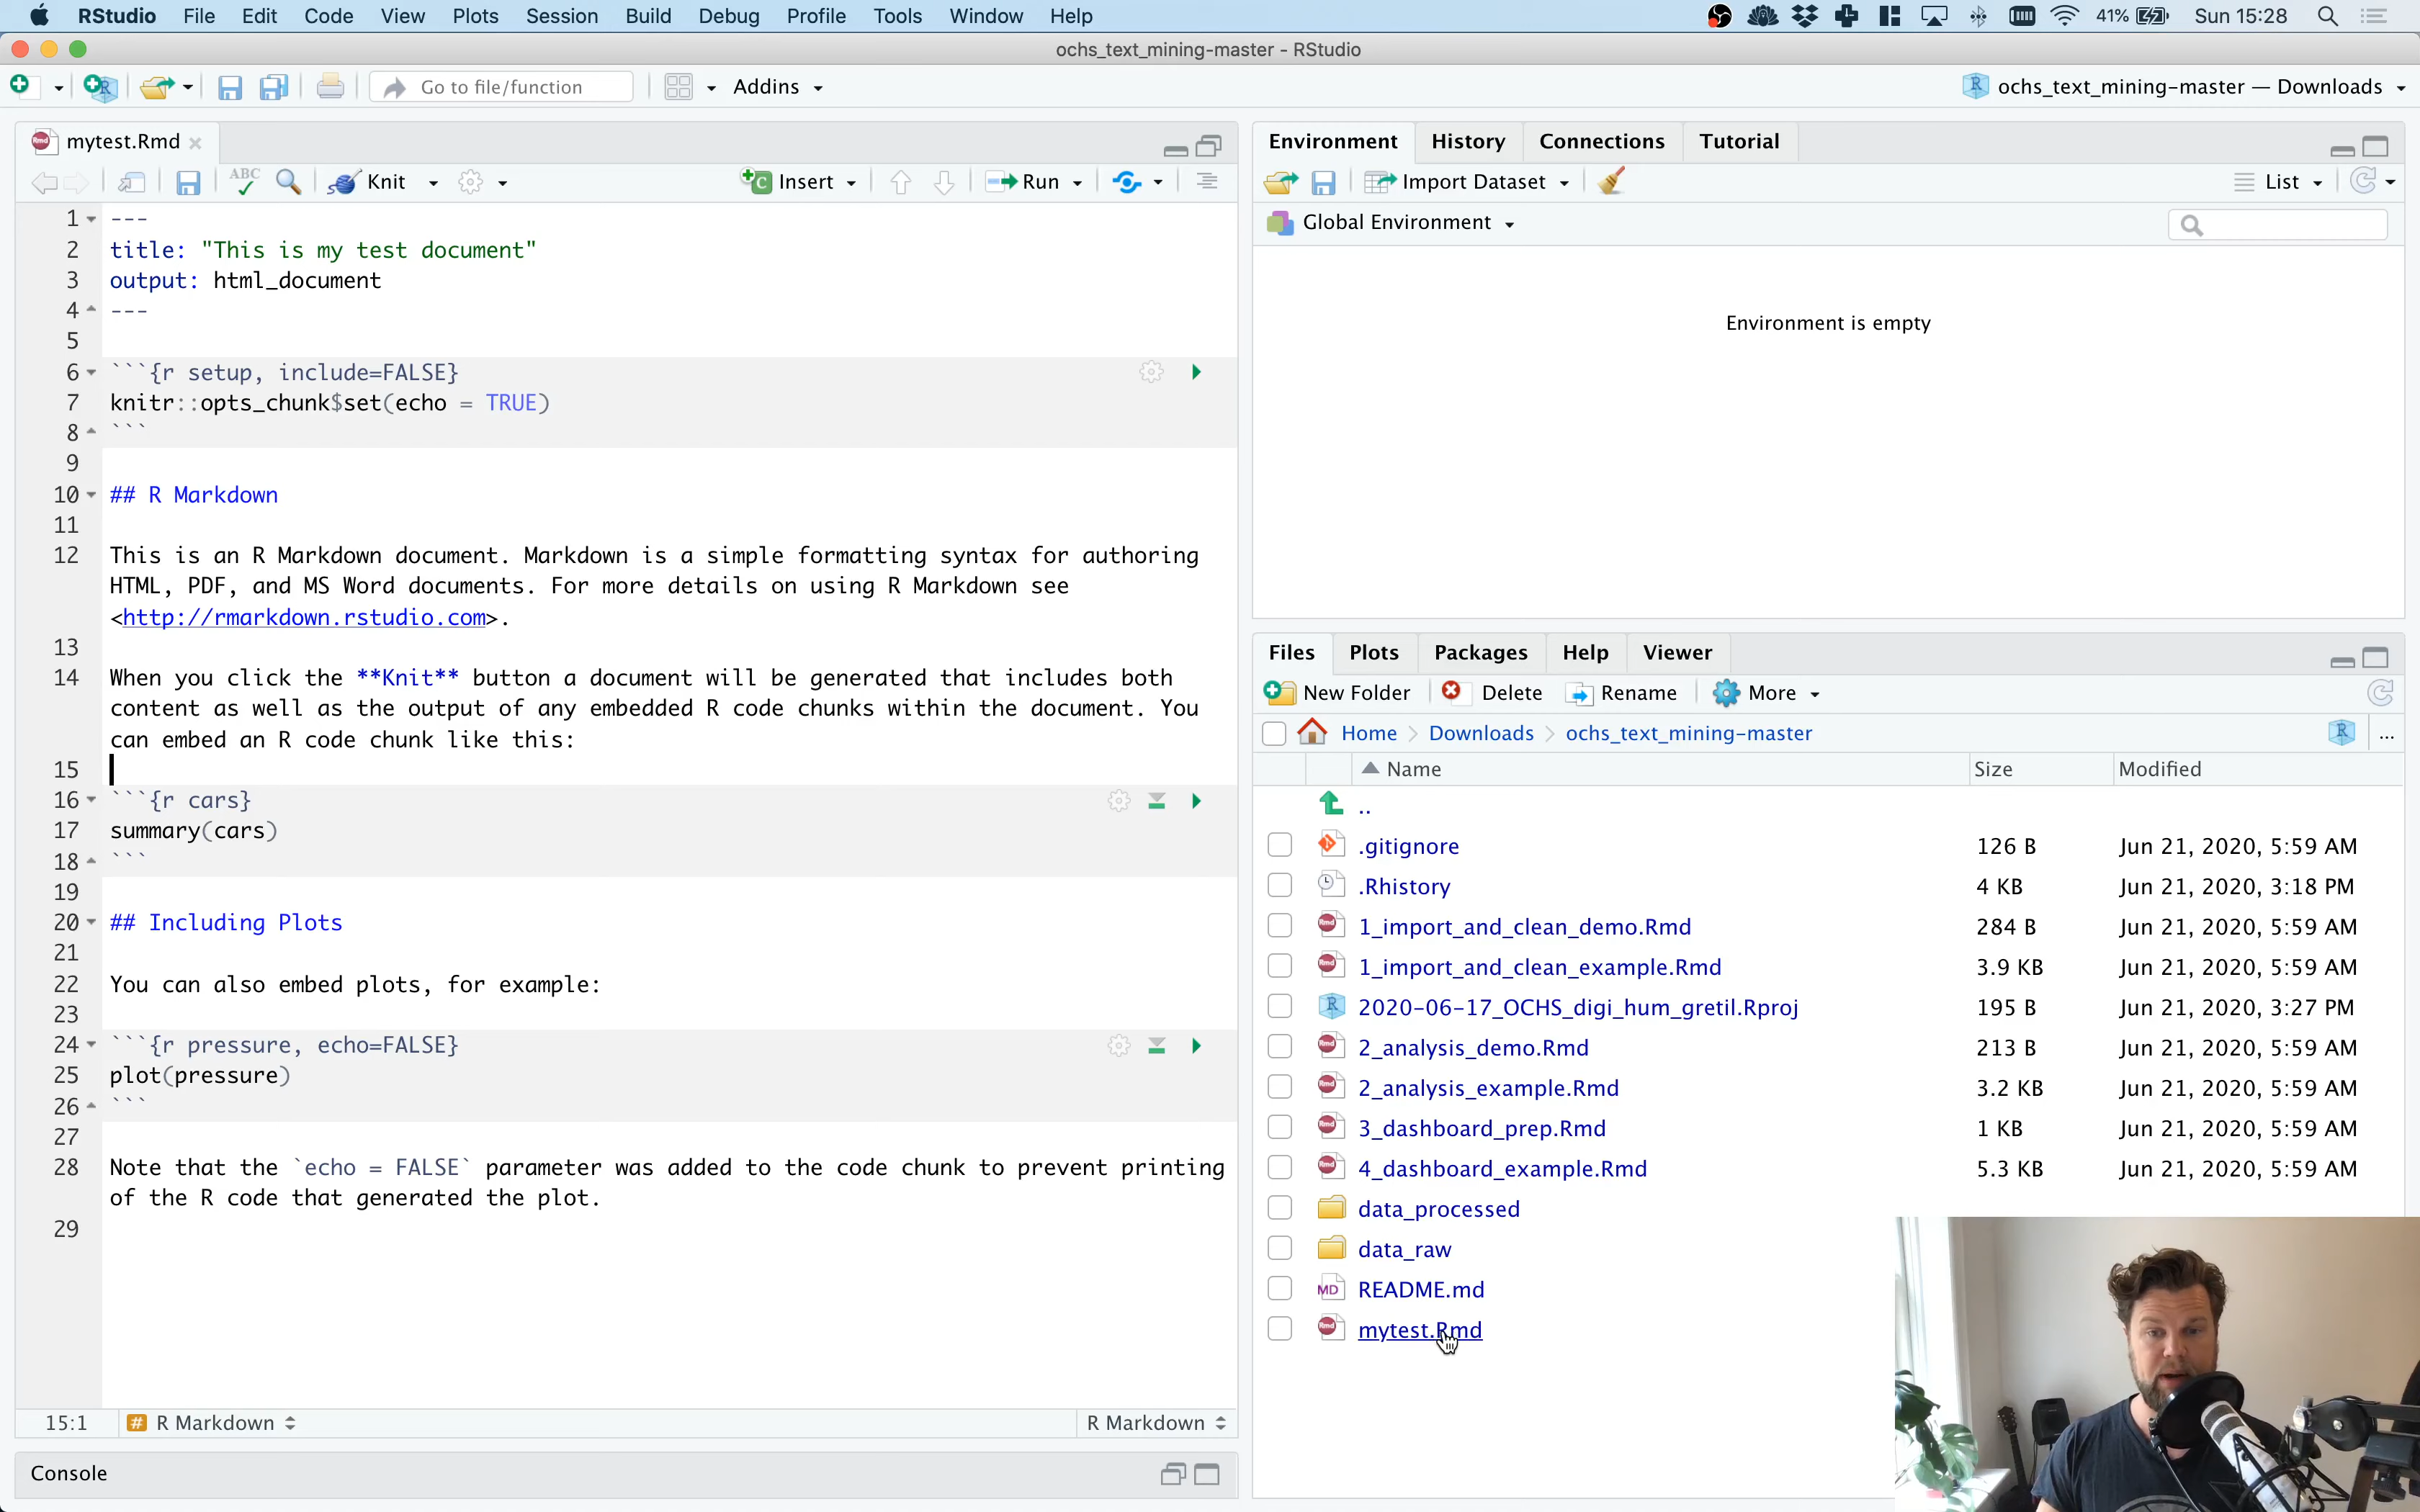 RStudio File Edit Code View Plots Session Build Debug Profile Tools Window Help 41% Sun 15:28
ochs_text_mining-master - RStudio
Go to file/function Addins ochs_text_mining-master — Downloads
mytest.Rmd
ABC Knit Insert Run
1 ---
2 title: "This is my test document"
3 output: html_document
4 ---
5
6 ```{r setup, include=FALSE}
7 knitr::opts_chunk$set(echo = TRUE)
8 ```
9
10 ## R Markdown
11
12 This is an R Markdown document. Markdown is a simple formatting syntax for authoring
HTML, PDF, and MS Word documents. For more details on using R Markdown see
<http://rmarkdown.rstudio.com>.
13
14 When you click the **Knit** button a document will be generated that includes both
content as well as the output of any embedded R code chunks within the document. You
can embed an R code chunk like this:
15
16 ```{r cars}
17 summary(cars)
18 ```
19
20 ## Including Plots
21
22 You can also embed plots, for example:
23
24 ```{r pressure, echo=FALSE}
25 plot(pressure)
26 ```
27
28 Note that the `echo = FALSE` parameter was added to the code chunk to prevent printing
of the R code that generated the plot.
29
15:1 # R Markdown R Markdown
Console
Environment History Connections Tutorial
Import Dataset List
Global Environment
Environment is empty
Files Plots Packages Help Viewer
New Folder Delete Rename More
Home Downloads ochs_text_mining-master R ...
Name Size Modified
..
.gitignore 126 B Jun 21, 2020, 5:59 AM
.Rhistory 4 KB Jun 21, 2020, 3:18 PM
1_import_and_clean_demo.Rmd 284 B Jun 21, 2020, 5:59 AM
1_import_and_clean_example.Rmd 3.9 KB Jun 21, 2020, 5:59 AM
2020-06-17_OCHS_digi_hum_gretil.Rproj 195 B Jun 21, 2020, 3:27 PM
2_analysis_demo.Rmd 213 B Jun 21, 2020, 5:59 AM
2_analysis_example.Rmd 3.2 KB Jun 21, 2020, 5:59 AM
3_dashboard_prep.Rmd 1 KB Jun 21, 2020, 5:59 AM
4_dashboard_example.Rmd 5.3 KB Jun 21, 2020, 5:59 AM
data_processed
data_raw
MD README.md
mytest.Rmd